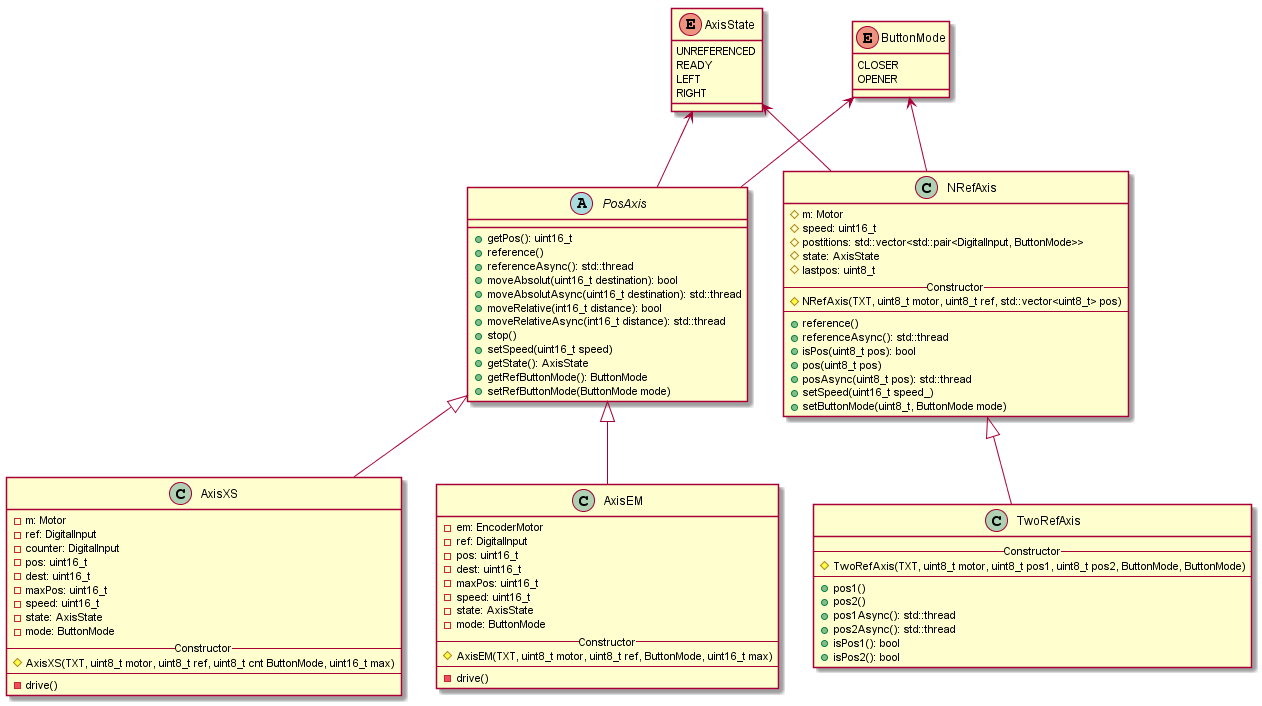 E AxisState
UNREFERENCED
READY
LEFT
RIGHT
E ButtonMode
CLOSER
OPENER
A PosAxis
getPos(): uint16_t
reference()
referenceAsync(): std::thread
moveAbsolut(uint16_t destination): bool
moveAbsolutAsync(uint16_t destination): std::thread
moveRelative(int16_t distance): bool
moveRelativeAsync(int16_t distance): std::thread
stop()
setSpeed(uint16_t speed)
getState(): AxisState
getRefButtonMode(): ButtonMode
setRefButtonMode(ButtonMode mode)
C NRefAxis
m: Motor
speed: uint16_t
postitions: std::vector<std::pair<DigitalInput, ButtonMode>>
state: AxisState
lastpos: uint8_t
Constructor
NRefAxis(TXT, uint8_t motor, uint8_t ref, std::vector<uint8_t> pos)
reference()
referenceAsync(): std::thread
isPos(uint8_t pos): bool
pos(uint8_t pos)
posAsync(uint8_t pos): std::thread
setSpeed(uint16_t speed_)
setButtonMode(uint8_t, ButtonMode mode)
C AxisXS
m: Motor
ref: DigitalInput
counter: DigitalInput
pos: uint16_t
dest: uint16_t
maxPos: uint16_t
speed: uint16_t
state: AxisState
mode: ButtonMode
Constructor
AxisXS(TXT, uint8_t motor, uint8_t ref, uint8_t cnt ButtonMode, uint16_t max)
drive()
C AxisEM
em: EncoderMotor
ref: DigitalInput
pos: uint16_t
dest: uint16_t
maxPos: uint16_t
speed: uint16_t
state: AxisState
mode: ButtonMode
Constructor
AxisEM(TXT, uint8_t motor, uint8_t ref, ButtonMode, uint16_t max)
drive()
C TwoRefAxis
Constructor
TwoRefAxis(TXT, uint8_t motor, uint8_t pos1, uint8_t pos2, ButtonMode, ButtonMode)
pos1()
pos2()
pos1Async(): std::thread
pos2Async(): std::thread
isPos1(): bool
isPos2(): bool